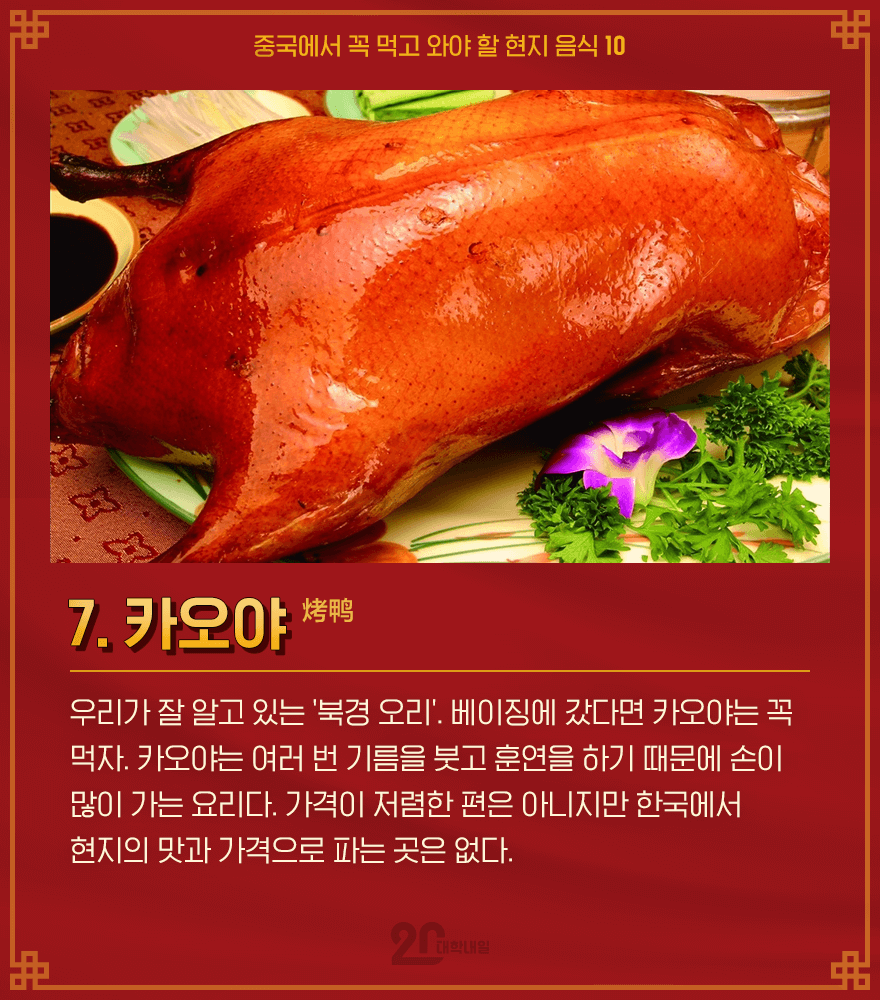 중국에서 꼭 먹고 와야 할 현지 음식 10
7. 카오야 烤鸭
우리가 잘 알고 있는 '북경 오리'. 베이징에 갔다면 카오야는 꼭
먹자. 카오야는 여러 번 기름을 붓고 훈연을 하기 때문에 손이
많이 가는 요리다. 가격이 저렴한 편은 아니지만 한국에서
현지의 맛과 가격으로 파는 곳은 없다.
20 대학내일